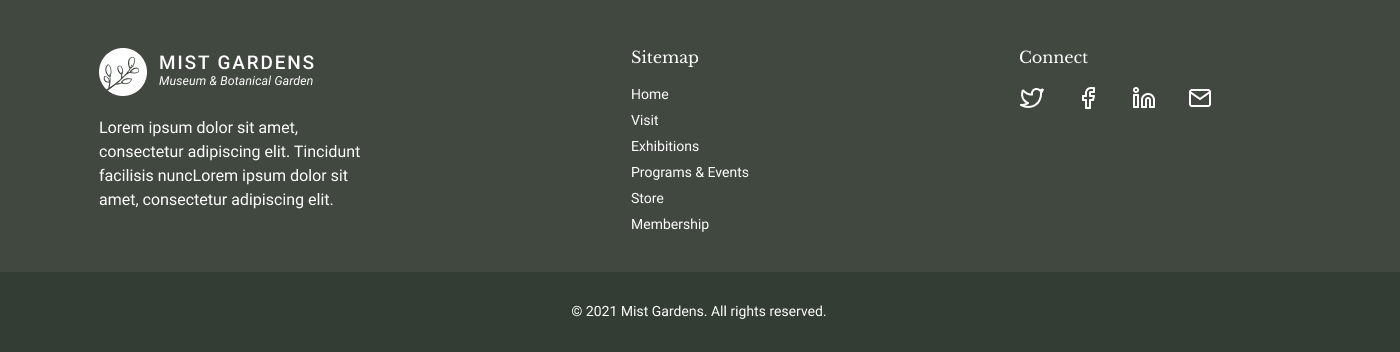 MIST GARDENS
Museum & Botanical Garden
Lorem ipsum dolor sit amet,
consectetur adipiscing elit. Tincidunt
facilisis nuncLorem ipsum dolor sit
amet, consectetur adipiscing elit.
Sitemap
Home
Visit
Exhibitions
Programs & Events
Store
Membership
Connect
© 2021 Mist Gardens. All rights reserved.